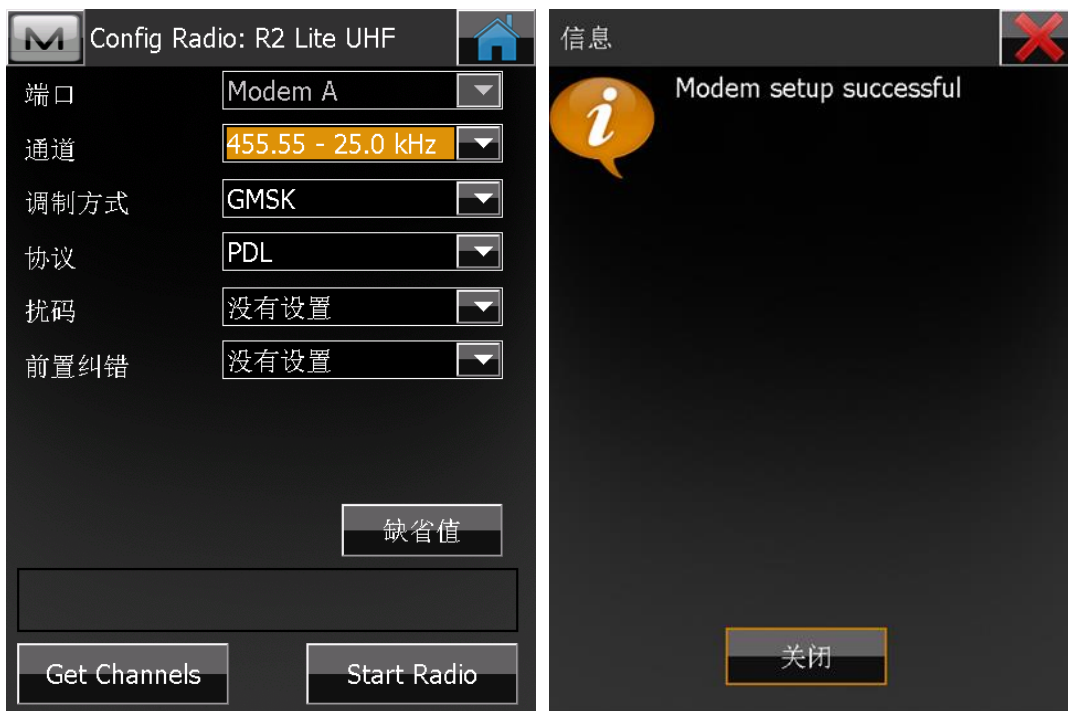 Config Radio: R2 Lite UHF
端口 Modem A
通道 455.55 - 25.0 kHz
调制方式 GMSK
协议 PDL
扰码 没有设置
前置纠错 没有设置
缺省值
Get Channels Start Radio
信息
Modem setup successful
关闭